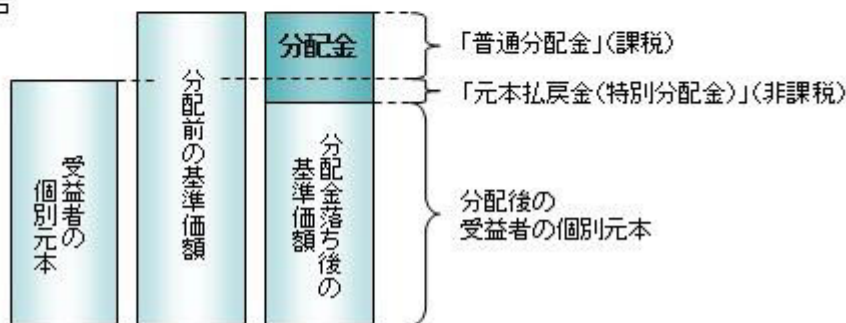 分配金
「普通分配金」(課税)
「元本払戻金(特別分配金)」(非課税)
受益者の
個別元本
分配前の基準価額
分配金落ち後の
基準価額
分配後の
受益者の個別元本